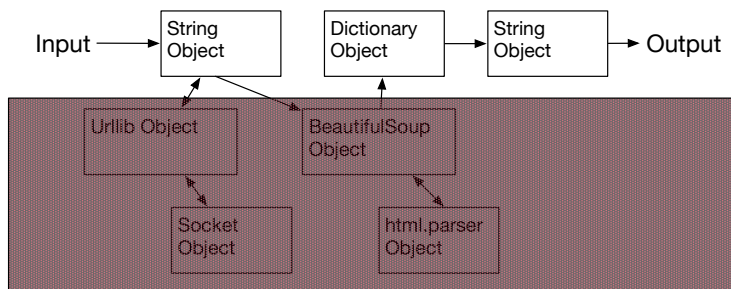 Input
String
Object
Dictionary
Object
String
Object
Output
Urllib Object
BeautifulSoup
Object
Socket
Object
html.parser
Object